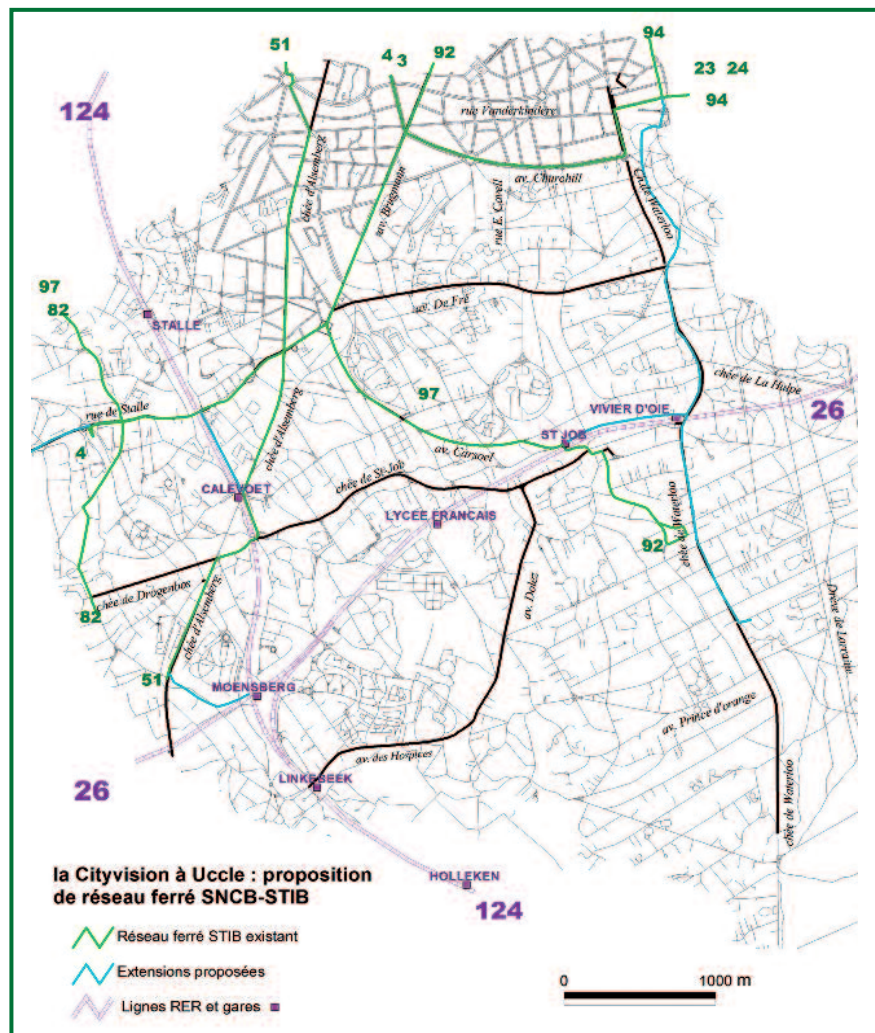 51
4 3
92
94
23 24
94
124
rue Vanderkindère
chée d'Alsemberg
av. Brugmann
av. Churahill
rue E. Cavell
Chée Waterloo
97
82
STALLE
av. De Fré
chée de La Hulpe
rue de Stalle
97
VIVIER D'OIE
26
4
chée d'Alsemberg
ST JOB
av. Carsoel
chée de St-Job
CALEVOET
LYCEE FRANCAIS
chée de Waterloo
92
chée de Drogenbos
82
chée d'Alsemberg
av. Dolez
Drève de Lorraine
51
MOENSBERG
av. Prince d'orange
26
av. des Hospices
LINKESEEK
chée de Waterloo
la Cityvision à Uccle : proposition
de réseau ferré SNCB-STIB
HOLLEKEN
124
Réseau ferré STIB existant
Extensions proposées
Lignes RER et gares
0 1000 m